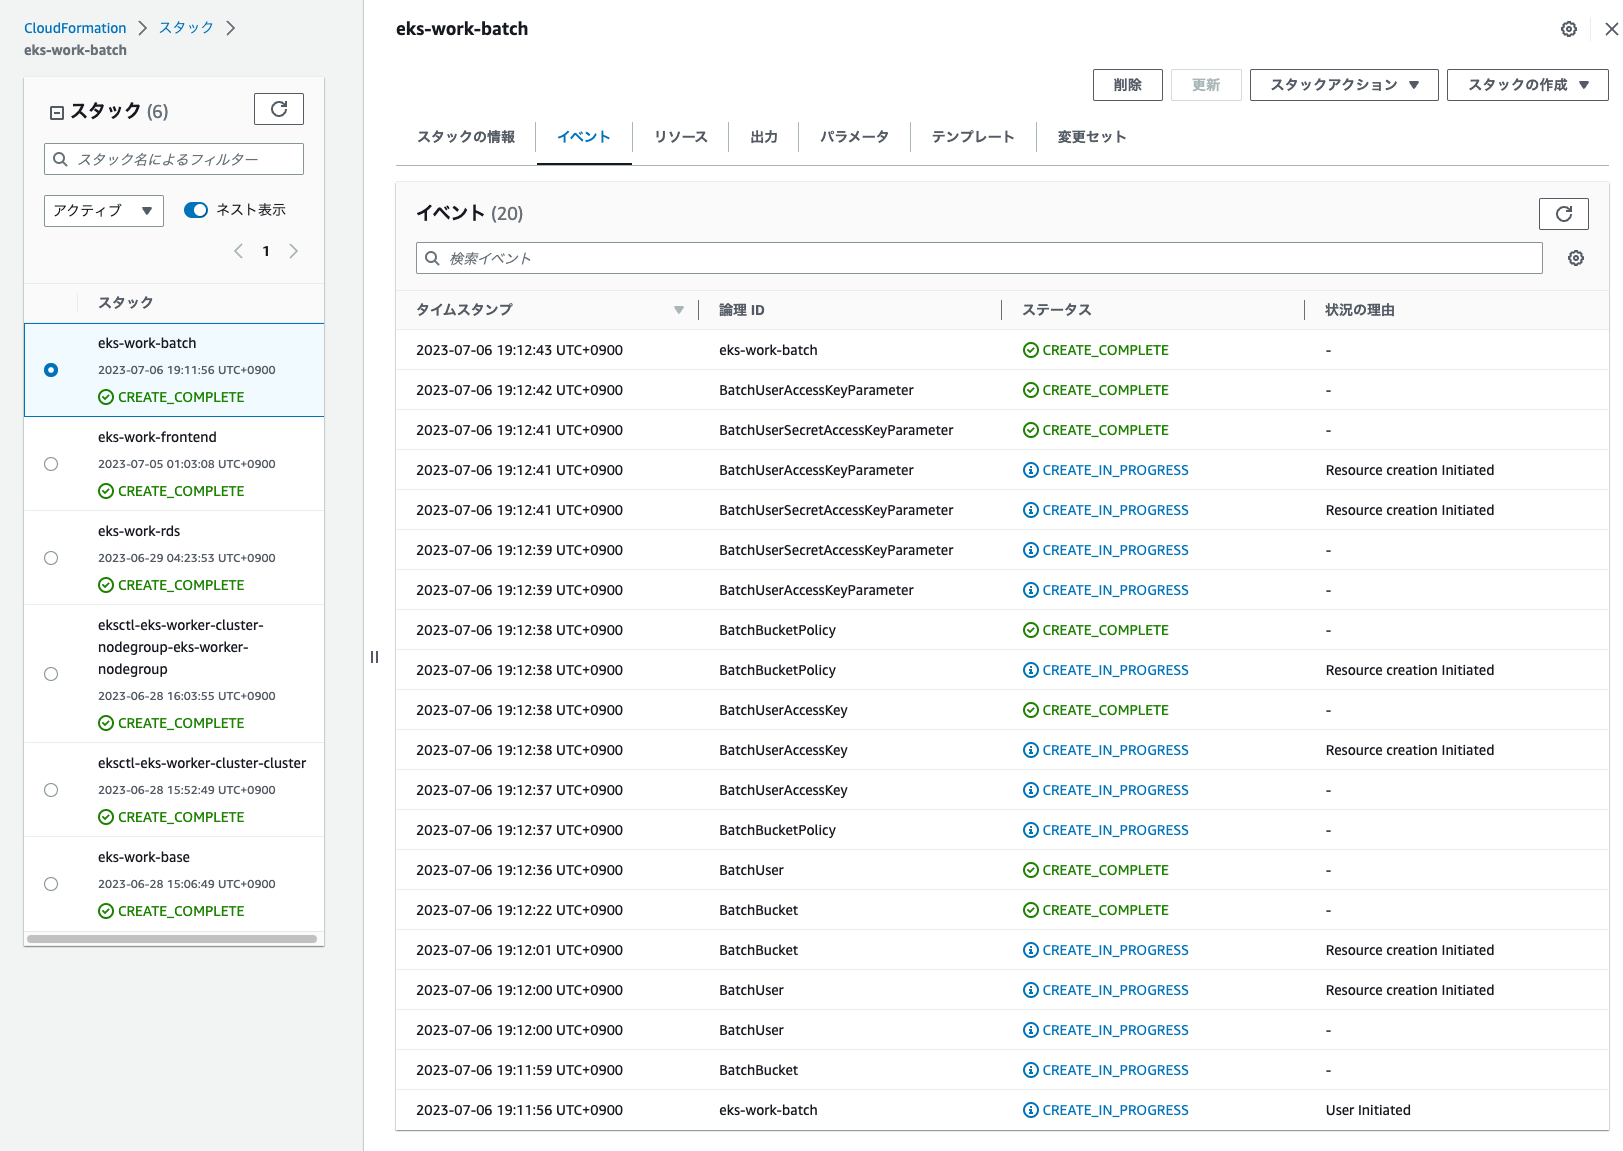 CloudFormation > スタック >
eks-work-batch
スタック (6)
スタック名によるフィルター
アクティブ ▼ ネスト表示
< 1 >
スタック
eks-work-batch
2023-07-06 19:11:56 UTC+0900
CREATE_COMPLETE
eks-work-frontend
2023-07-05 01:03:08 UTC+0900
CREATE_COMPLETE
eks-work-rds
2023-06-29 04:23:53 UTC+0900
CREATE_COMPLETE
eksctl-eks-worker-cluster-
nodegroup-eks-worker-
nodegroup
2023-06-28 16:03:55 UTC+0900
CREATE_COMPLETE
eksctl-eks-worker-cluster-cluster
2023-06-28 15:52:49 UTC+0900
CREATE_COMPLETE
eks-work-base
2023-06-28 15:06:49 UTC+0900
CREATE_COMPLETE
eks-work-batch
削除 更新 スタックアクション ▼ スタックの作成 ▼
スタックの情報 イベント リソース 出力 パラメータ テンプレート 変更セット
イベント (20)
検索イベント
タイムスタンプ ▼ 論理 ID ステータス 状況の理由
2023-07-06 19:12:43 UTC+0900 eks-work-batch CREATE_COMPLETE -
2023-07-06 19:12:42 UTC+0900 BatchUserAccessKeyParameter CREATE_COMPLETE -
2023-07-06 19:12:41 UTC+0900 BatchUserSecretAccessKeyParameter CREATE_COMPLETE -
2023-07-06 19:12:41 UTC+0900 BatchUserAccessKeyParameter CREATE_IN_PROGRESS Resource creation Initiated
2023-07-06 19:12:41 UTC+0900 BatchUserSecretAccessKeyParameter CREATE_IN_PROGRESS Resource creation Initiated
2023-07-06 19:12:39 UTC+0900 BatchUserSecretAccessKeyParameter CREATE_IN_PROGRESS -
2023-07-06 19:12:39 UTC+0900 BatchUserAccessKeyParameter CREATE_IN_PROGRESS -
2023-07-06 19:12:38 UTC+0900 BatchBucketPolicy CREATE_COMPLETE -
2023-07-06 19:12:38 UTC+0900 BatchBucketPolicy CREATE_IN_PROGRESS Resource creation Initiated
2023-07-06 19:12:38 UTC+0900 BatchUserAccessKey CREATE_COMPLETE -
2023-07-06 19:12:38 UTC+0900 BatchUserAccessKey CREATE_IN_PROGRESS Resource creation Initiated
2023-07-06 19:12:37 UTC+0900 BatchUserAccessKey CREATE_IN_PROGRESS -
2023-07-06 19:12:37 UTC+0900 BatchBucketPolicy CREATE_IN_PROGRESS -
2023-07-06 19:12:36 UTC+0900 BatchUser CREATE_COMPLETE -
2023-07-06 19:12:22 UTC+0900 BatchBucket CREATE_COMPLETE -
2023-07-06 19:12:01 UTC+0900 BatchBucket CREATE_IN_PROGRESS Resource creation Initiated
2023-07-06 19:12:00 UTC+0900 BatchUser CREATE_IN_PROGRESS Resource creation Initiated
2023-07-06 19:12:00 UTC+0900 BatchUser CREATE_IN_PROGRESS -
2023-07-06 19:11:59 UTC+0900 BatchBucket CREATE_IN_PROGRESS -
2023-07-06 19:11:56 UTC+0900 eks-work-batch CREATE_IN_PROGRESS User Initiated